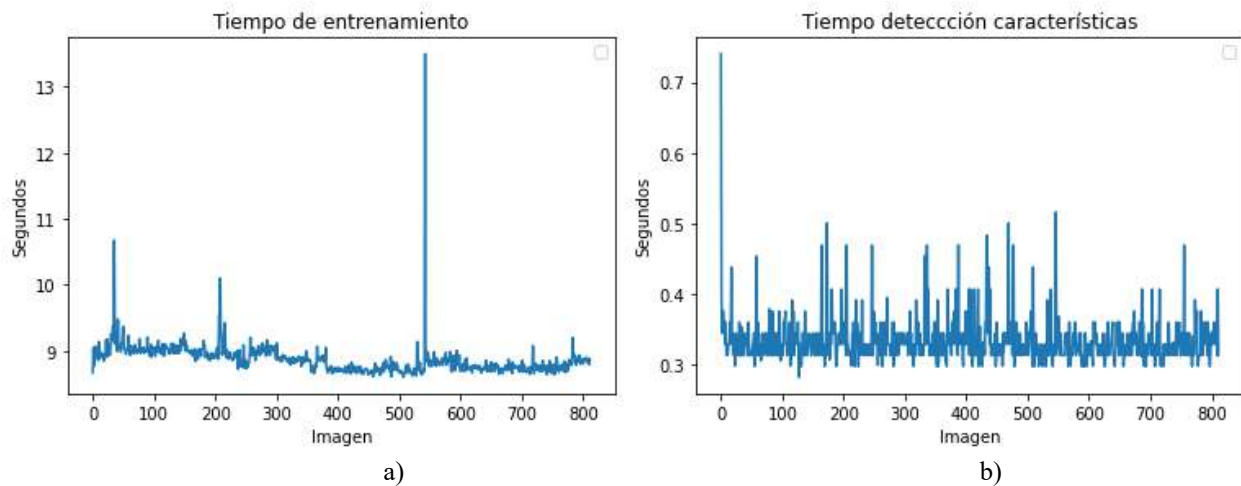 Tiempo de entrenamiento
13
12
11
10
9
Segundos
0 100 200 300 400 500 600 700 800
Imagen
a)
Tiempo deteccción características
0.7
0.6
0.5
0.4
0.3
Segundos
0 100 200 300 400 500 600 700 800
Imagen
b)